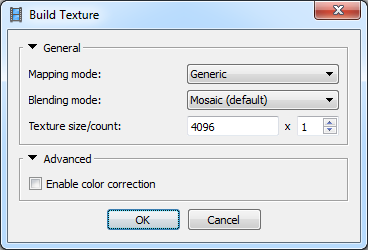 Build Texture
General
Mapping mode: Generic
Blending mode: Mosaic (default)
Texture size/count: 4096 x 1
Advanced
Enable color correction
OK Cancel